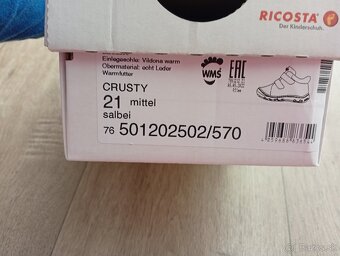 RICOSTA
Der Kinderschuh.
Einlegesohle: Vildona warm
Obermaterial: echt Leder
Warmfutter
WMS
EAC
CRUSTY
21 mittel
salbei
76 501202502/570